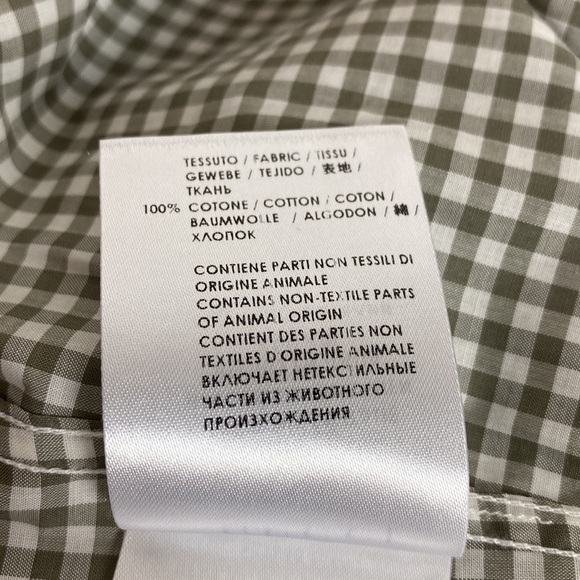 TESSUTO / FABRIC / TISSU /
GEWEBE / TEJIDO / 表地 /
ТКАНЬ
100% COTONE / COTTON / COTON /
BAUMWOLLE / ALGODON / 綿 /
ХЛОПОК
CONTIENE PARTI NON TESSILI DI
ORIGINE ANIMALE
CONTAINS NON-TEXTILE PARTS
OF ANIMAL ORIGIN
CONTIENT DES PARTIES NON
TEXTILES D'ORIGINE ANIMALE
ВКЛЮЧАЕТ НЕТЕКСТИЛЬНЫЕ
ЧАСТИ ИЗ ЖИВОТНОГО
ПРОИЗХОЖДЕНИЯ